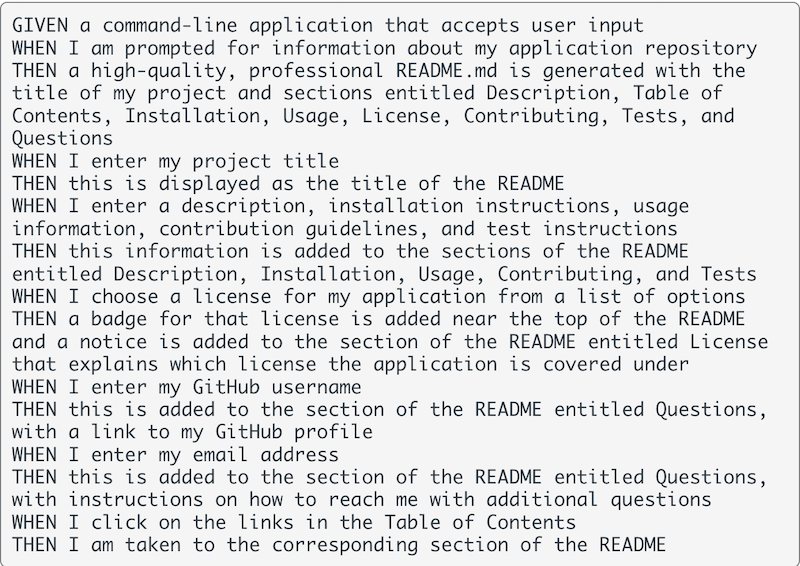 GIVEN a command-line application that accepts user input
WHEN I am prompted for information about my application repository
THEN a high-quality, professional README.md is generated with the
title of my project and sections entitled Description, Table of
Contents, Installation, Usage, License, Contributing, Tests, and
Questions
WHEN I enter my project title
THEN this is displayed as the title of the README
WHEN I enter a description, installation instructions, usage
information, contribution guidelines, and test instructions
THEN this information is added to the sections of the README
entitled Description, Installation, Usage, Contributing, and Tests
WHEN I choose a license for my application from a list of options
THEN a badge for that license is added near the top of the README
and a notice is added to the section of the README entitled License
that explains which license the application is covered under
WHEN I enter my GitHub username
THEN this is added to the section of the README entitled Questions,
with a link to my GitHub profile
WHEN I enter my email address
THEN this is added to the section of the README entitled Questions,
with instructions on how to reach me with additional questions
WHEN I click on the links in the Table of Contents
THEN I am taken to the corresponding section of the README